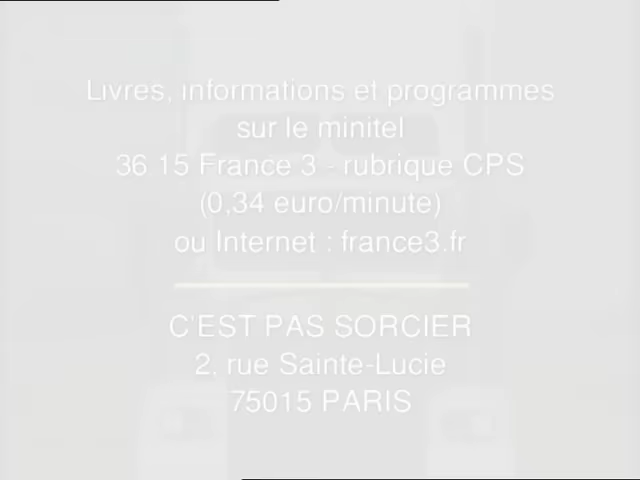 Livres, informations et programmes
sur le minitel
36 15 France 3 - rubrique CPS
(0,34 euro/minute)
ou Internet : france3.fr
C'EST PAS SORCIER
2, rue Sainte-Lucie
75015 PARIS